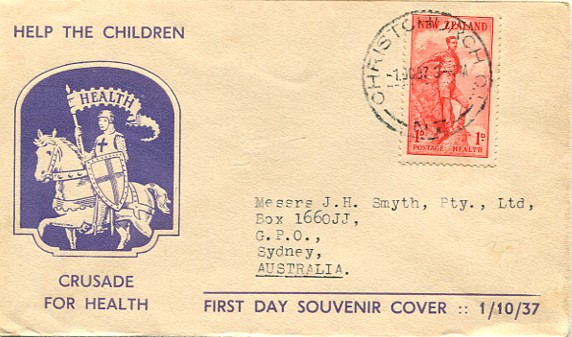 HELP THE CHILDREN
HEALTH
CRUSADE
FOR HEALTH
CHRISTCHURCH
NEW ZEALAND
1D 1D
POSTAGE HEALTH
Messrs J.H. Smyth, Pty., Ltd,
Box 1660JJ,
G.P.O.,
Sydney,
AUSTRALIA.
FIRST DAY SOUVENIR COVER :: 1/10/37